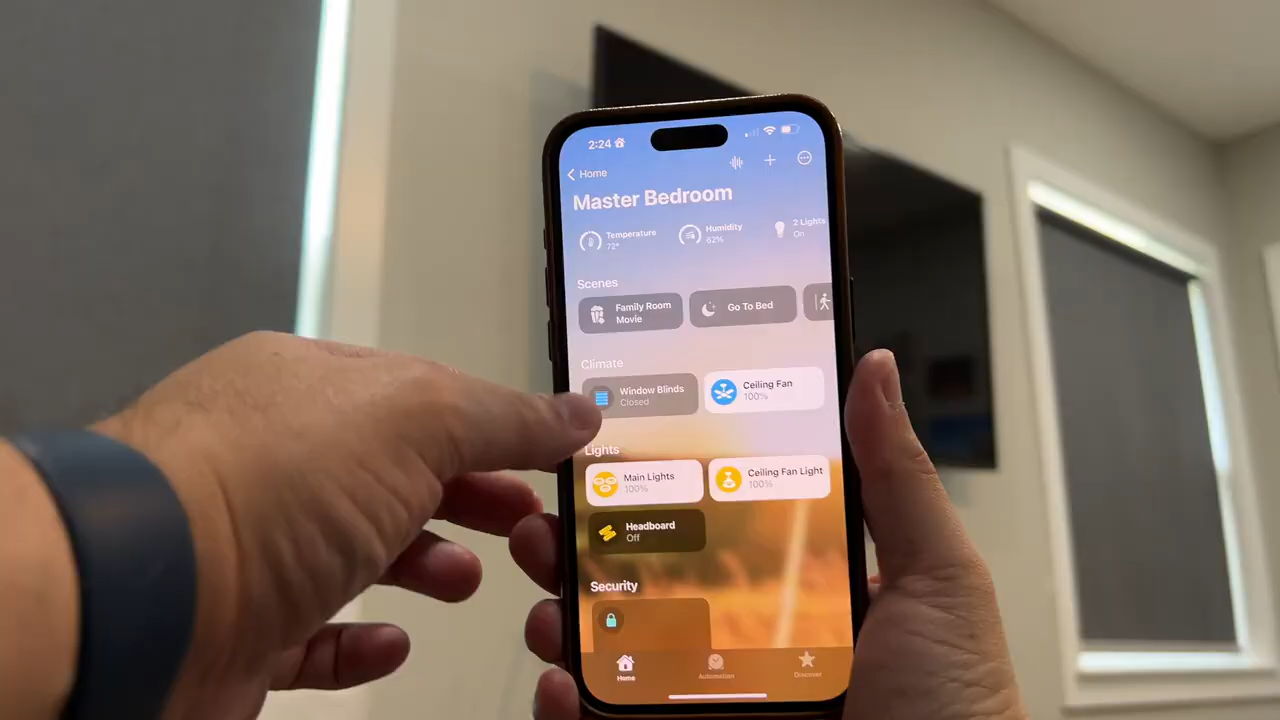 2:24
Home
Master Bedroom
Temperature
72°
Humidity
62%
2 Lights
On
Scenes
Family Room
Movie
Go To Bed
Climate
Window Blinds
Closed
Ceiling Fan
100%
Lights
Main Lights
100%
Ceiling Fan Light
100%
Headboard
Off
Security
Home
Automation
Discover